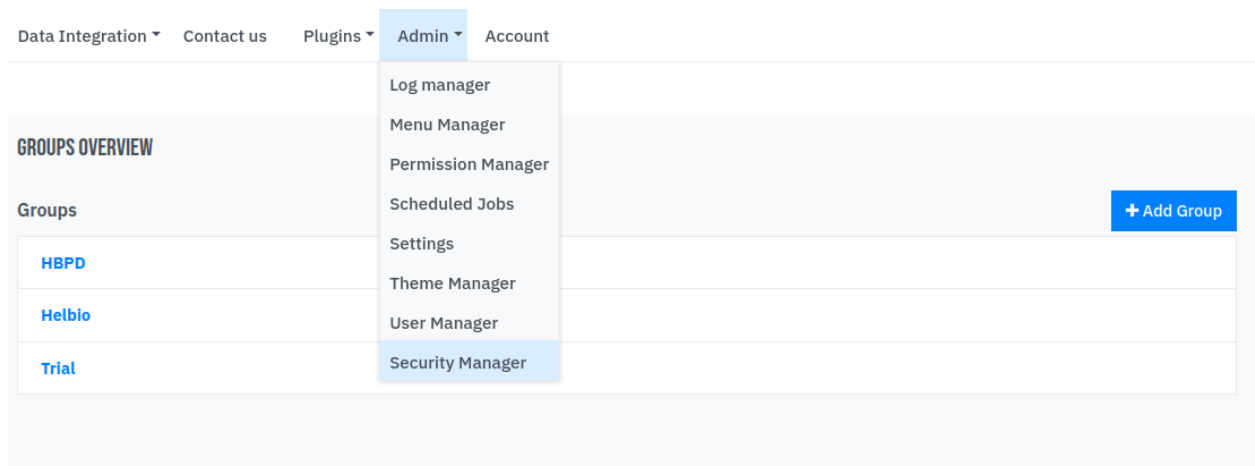 Data Integration Contact us Plugins Admin Account
Log manager
Menu Manager
Permission Manager
Scheduled Jobs
Settings
Theme Manager
User Manager
Security Manager
GROUPS OVERVIEW
Groups
+ Add Group
HBPD
Helbio
Trial